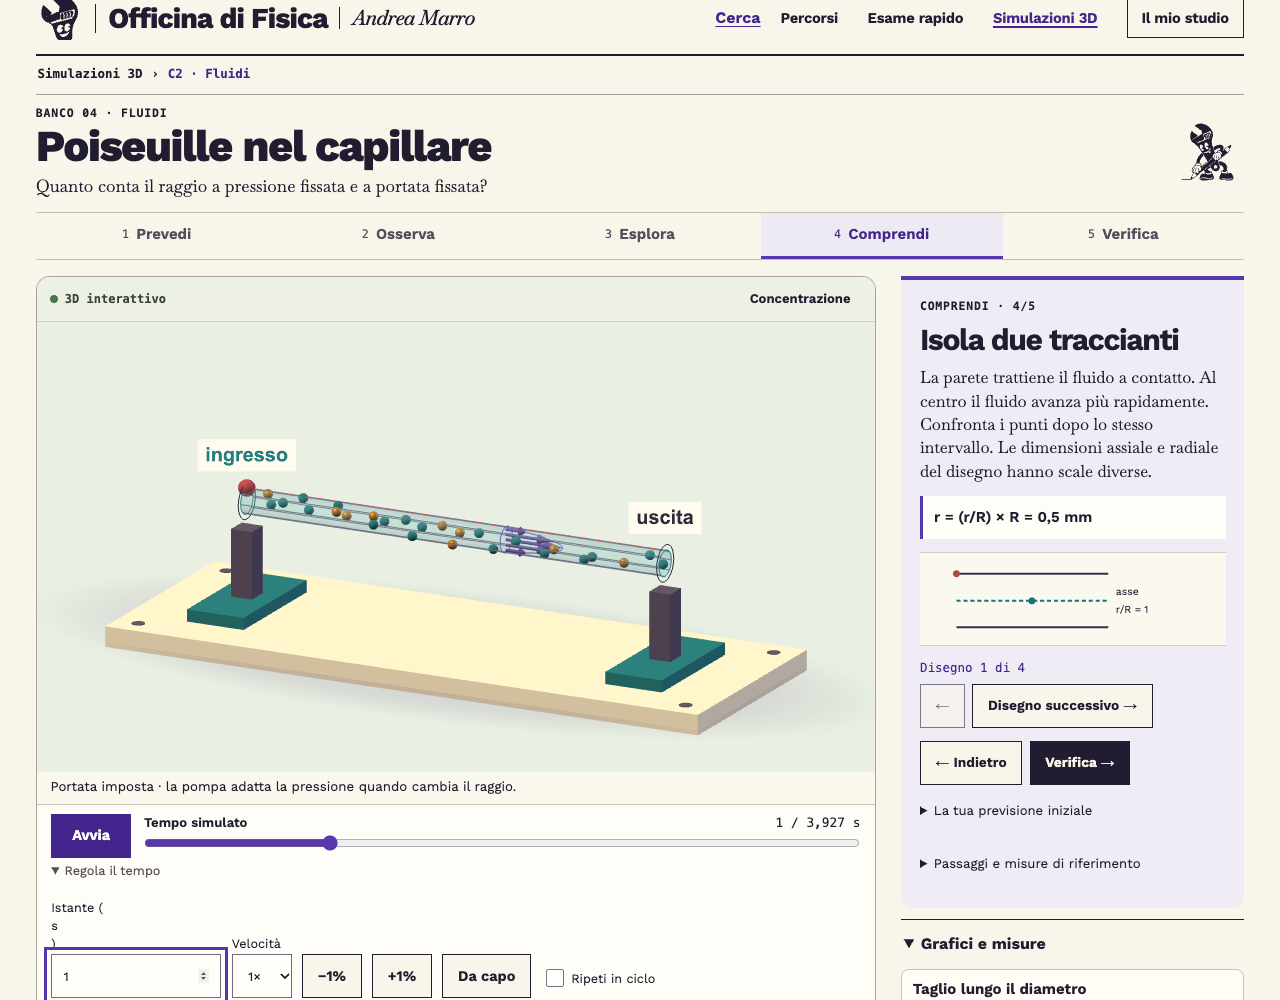 Officina di Fisica
Andrea Marro
Cerca
Percorsi
Esame rapido
Simulazioni 3D
Il mio studio
Simulazioni 3D › C2 · Fluidi
BANCO 04 · FLUIDI
Poiseuille nel capillare
Quanto conta il raggio a pressione fissata e a portata fissata?
1 Prevedi
2 Osserva
3 Esplora
4 Comprendi
5 Verifica
3D interattivo
Concentrazione
ingresso
uscita
Portata imposta · la pompa adatta la pressione quando cambia il raggio.
Avvia
Tempo simulato
1 / 3,927 s
▼ Regola il tempo
Istante (
s
)
Velocità
1
1×
−1%
+1%
Da capo
Ripeti in ciclo
COMPRENDI · 4/5
Isola due traccianti
La parete trattiene il fluido a contatto. Al
centro il fluido avanza più rapidamente.
Confronta i punti dopo lo stesso
intervallo. Le dimensioni assiale e radiale
del disegno hanno scale diverse.
r = (r/R) × R = 0,5 mm
asse
r/R = 1
Disegno 1 di 4
←
Disegno successivo →
← Indietro
Verifica →
▶ La tua previsione iniziale
▶ Passaggi e misure di riferimento
▼ Grafici e misure
Taglio lungo il diametro